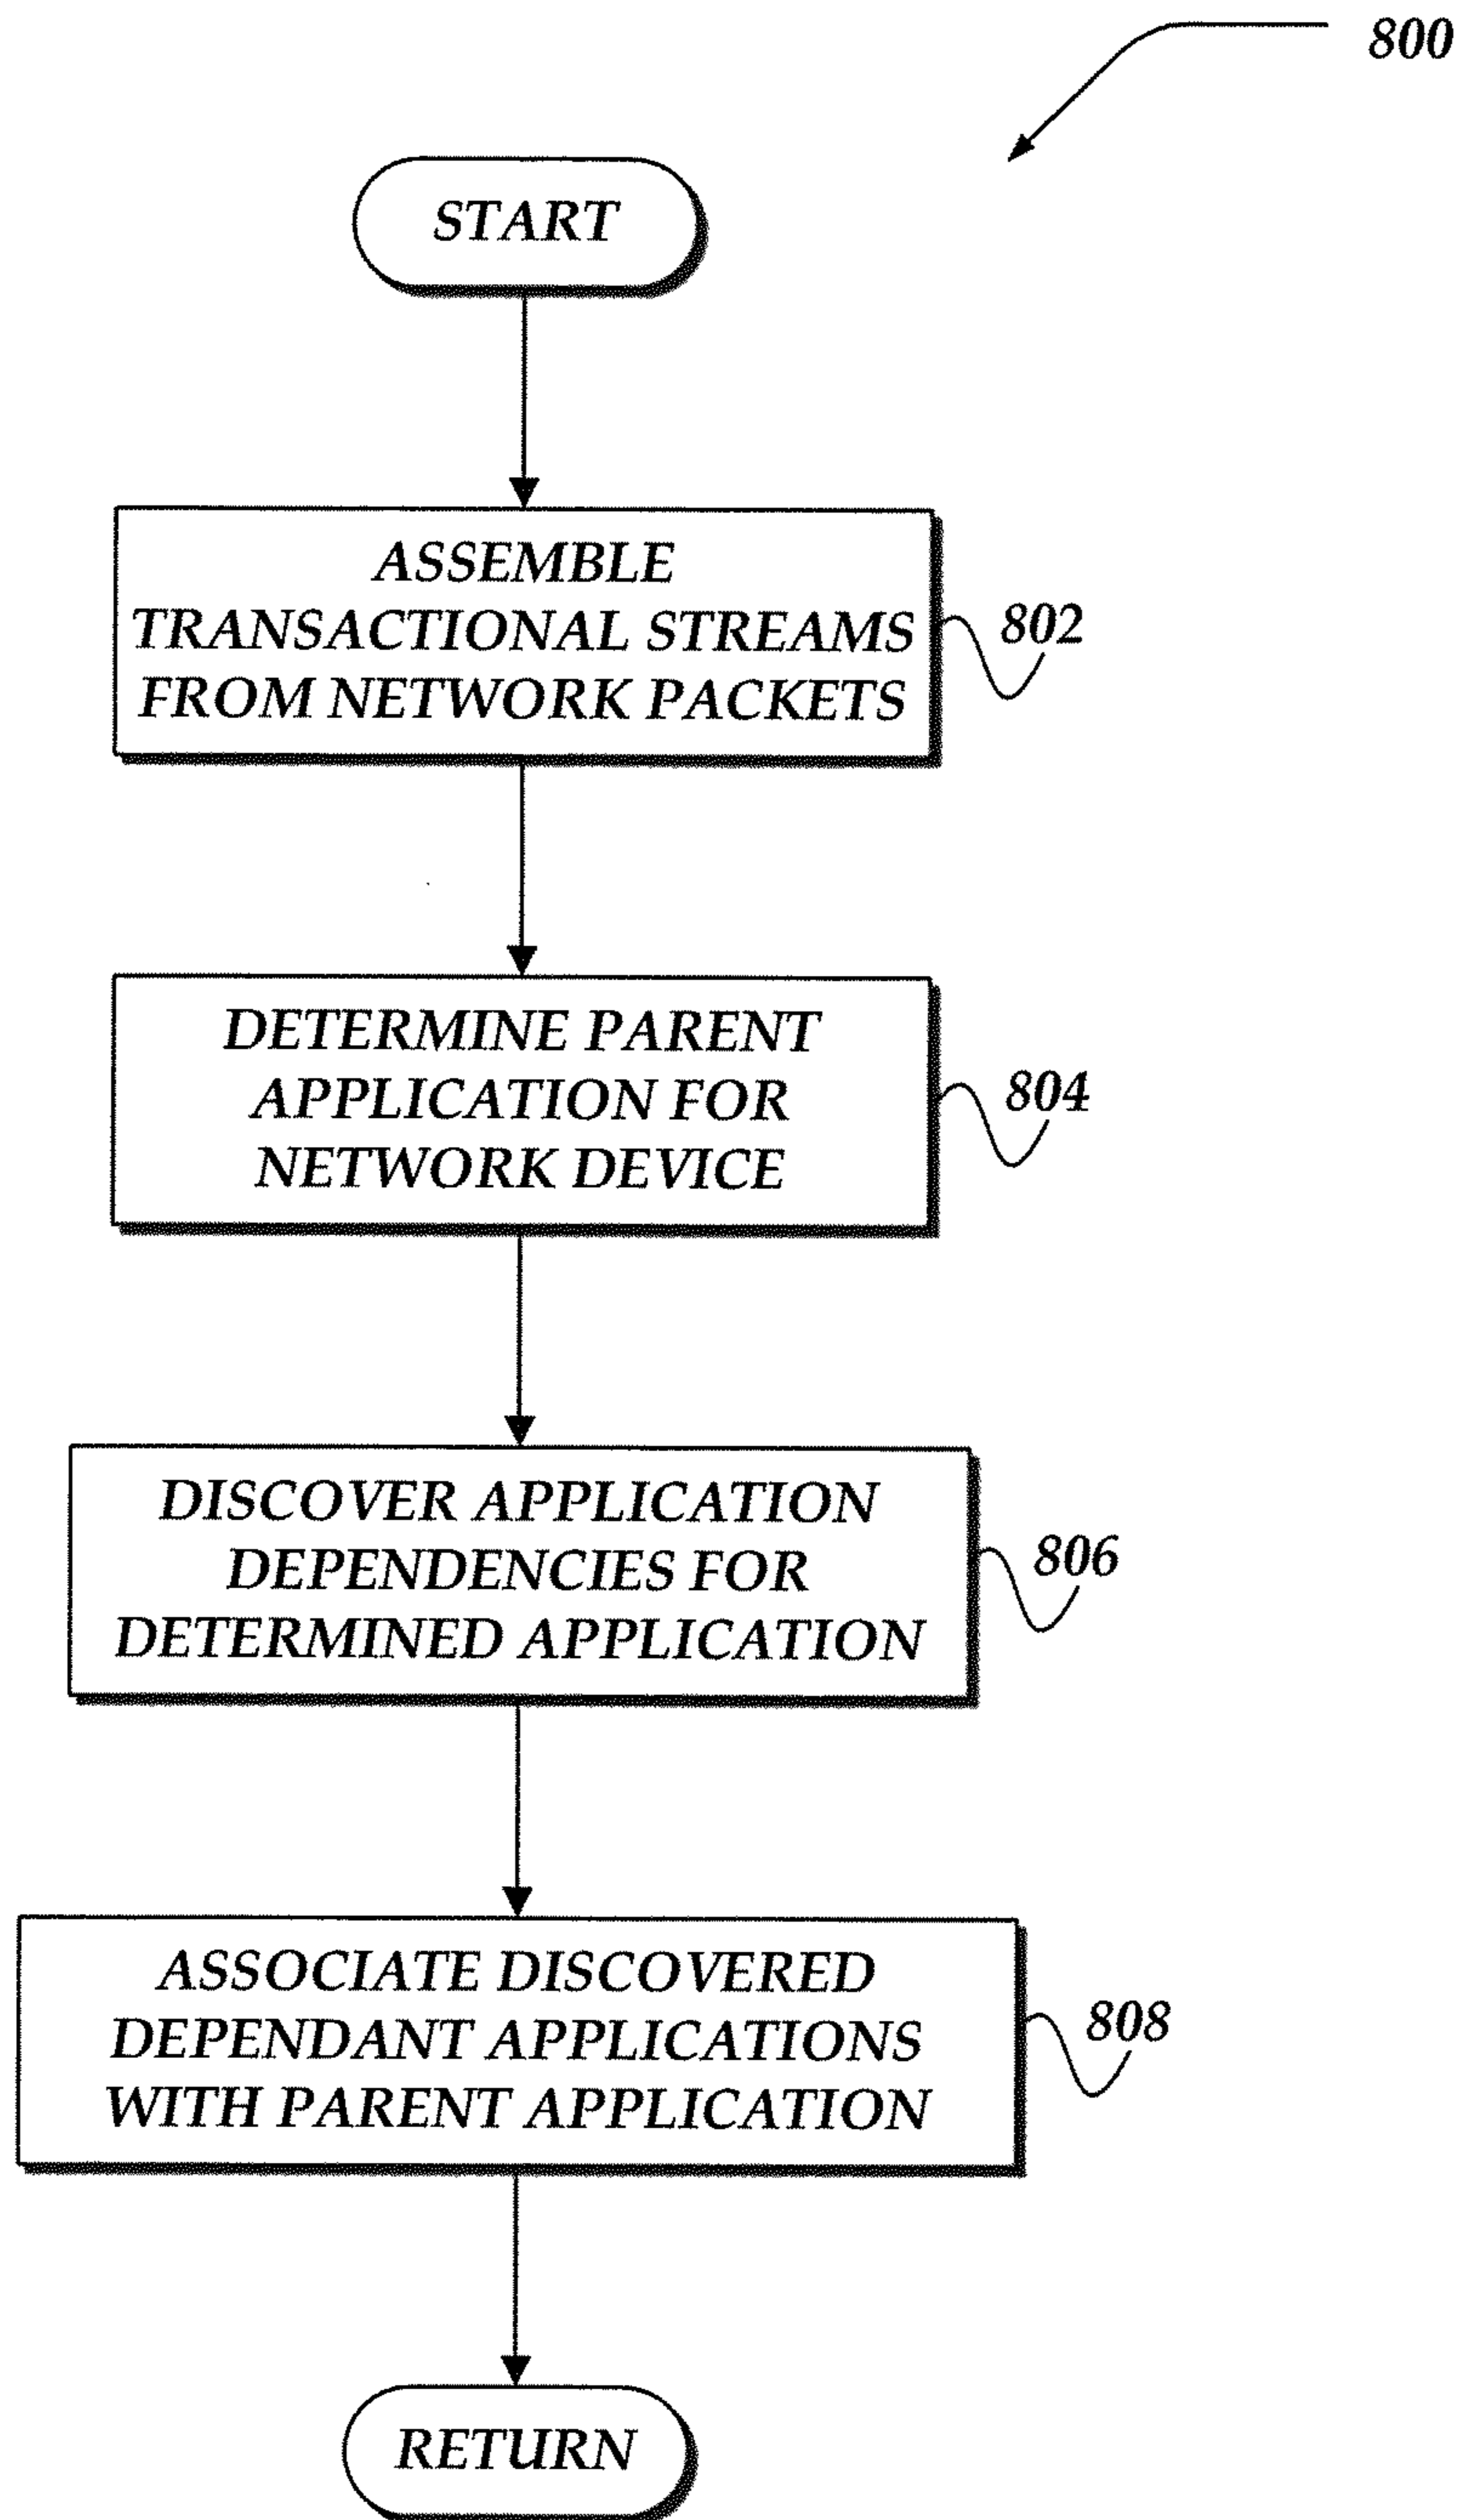 800
START
ASSEMBLE
TRANSACTIONAL STREAMS
FROM NETWORK PACKETS
802
DETERMINE PARENT
APPLICATION FOR
NETWORK DEVICE
804
DISCOVER APPLICATION
DEPENDENCIES FOR
DETERMINED APPLICATION
806
ASSOCIATE DISCOVERED
DEPENDANT APPLICATIONS
WITH PARENT APPLICATION
808
RETURN